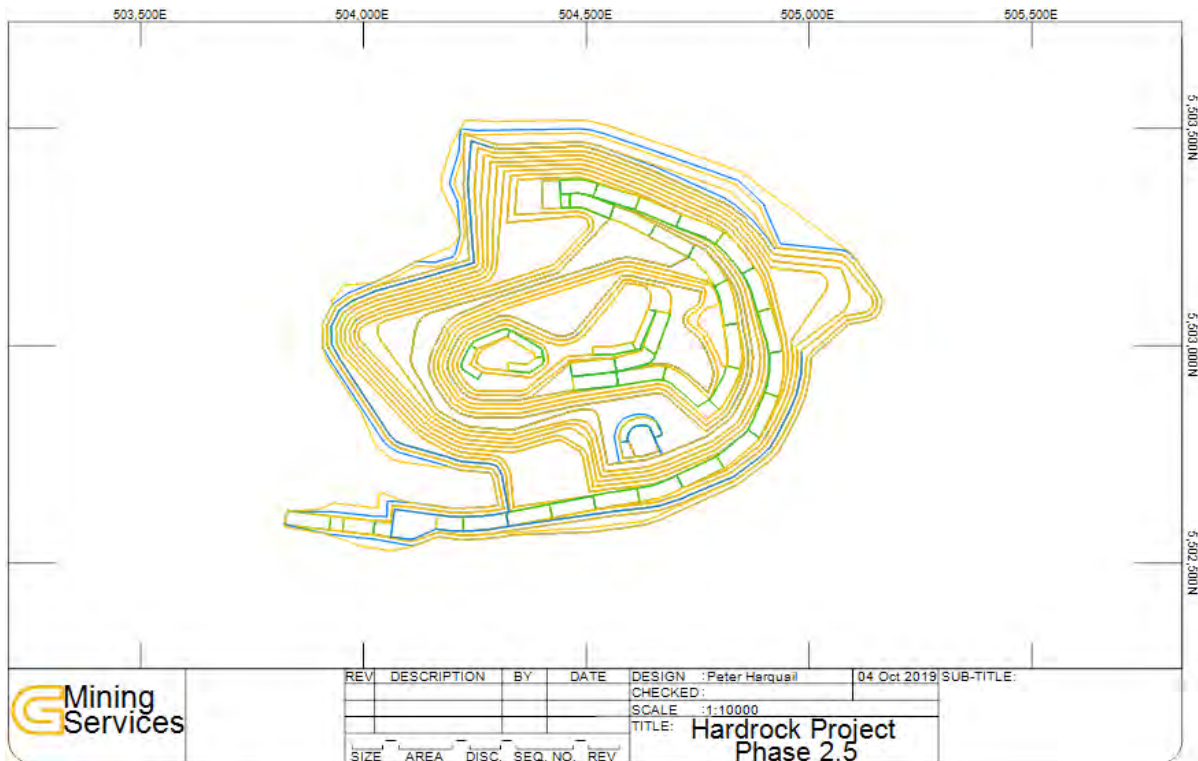 503,500E 504,000E 504,500E 505,000E 505,500E
5,503,500N
5,503,000N
5,502,500N
G Mining
Services
REV DESCRIPTION BY DATE
SIZE AREA DISC. SEQ. NO. REV
DESIGN :Peter Harquail 04 Oct 2019 SUB-TITLE:
CHECKED:
SCALE :1:10000
TITLE: Hardrock Project
Phase 2.5